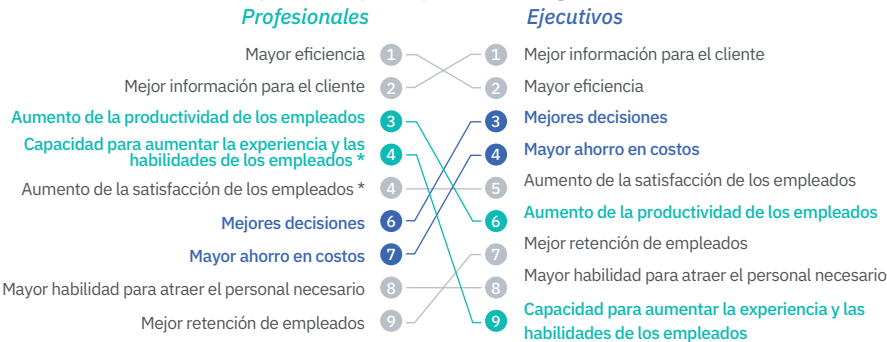 Profesionales
Ejecutivos
Mayor eficiencia 1
Mejor información para el cliente 2
Aumento de la productividad de los empleados 3
Capacidad para aumentar la experiencia y las
habilidades de los empleados * 4
Aumento de la satisfacción de los empleados * 4
Mejores decisiones 6
Mayor ahorro en costos 7
Mayor habilidad para atraer el personal necesario 8
Mejor retención de empleados 9
1 Mejor información para el cliente
2 Mayor eficiencia
3 Mejores decisiones
4 Mayor ahorro en costos
5 Aumento de la satisfacción de los empleados
6 Aumento de la productividad de los empleados
7 Mejor retención de empleados
8 Mayor habilidad para atraer el personal necesario
9 Capacidad para aumentar la experiencia y las
habilidades de los empleados